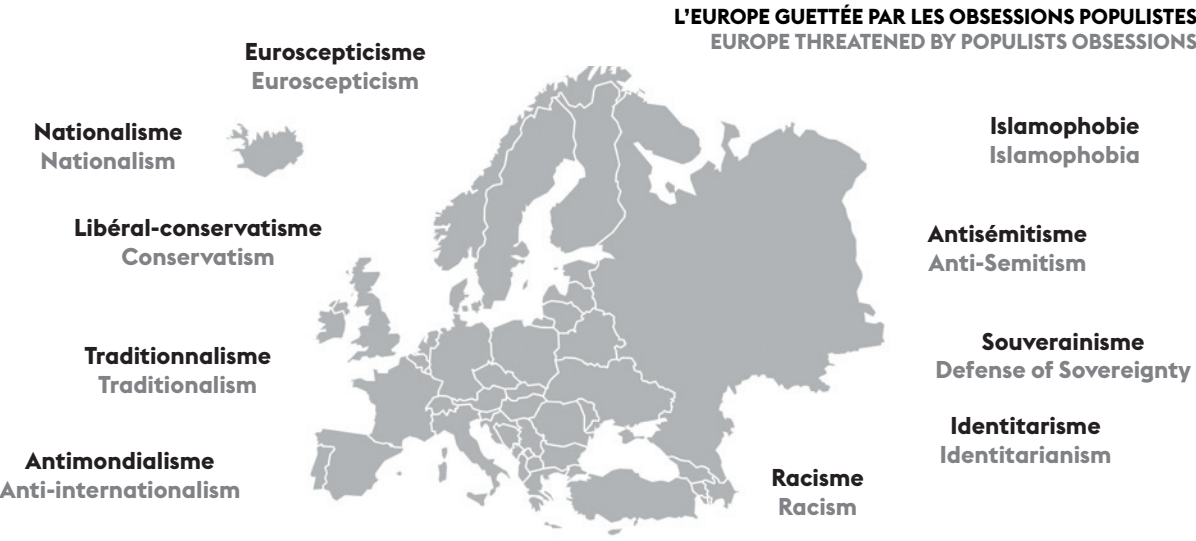 L'EUROPE GUETTÉE PAR LES OBSESSIONS POPULISTES
EUROPE THREATENED BY POPULISTS OBSESSIONS
Euroscepticisme
Euroscepticism
Nationalisme
Nationalism
Libéral-conservatisme
Conservatism
Traditionnalisme
Traditionalism
Antimondialisme
Anti-internationalism
Islamophobie
Islamophobia
Antisémitisme
Anti-Semitism
Souverainisme
Defense of Sovereignty
Identitarisme
Identitarianism
Racisme
Racism